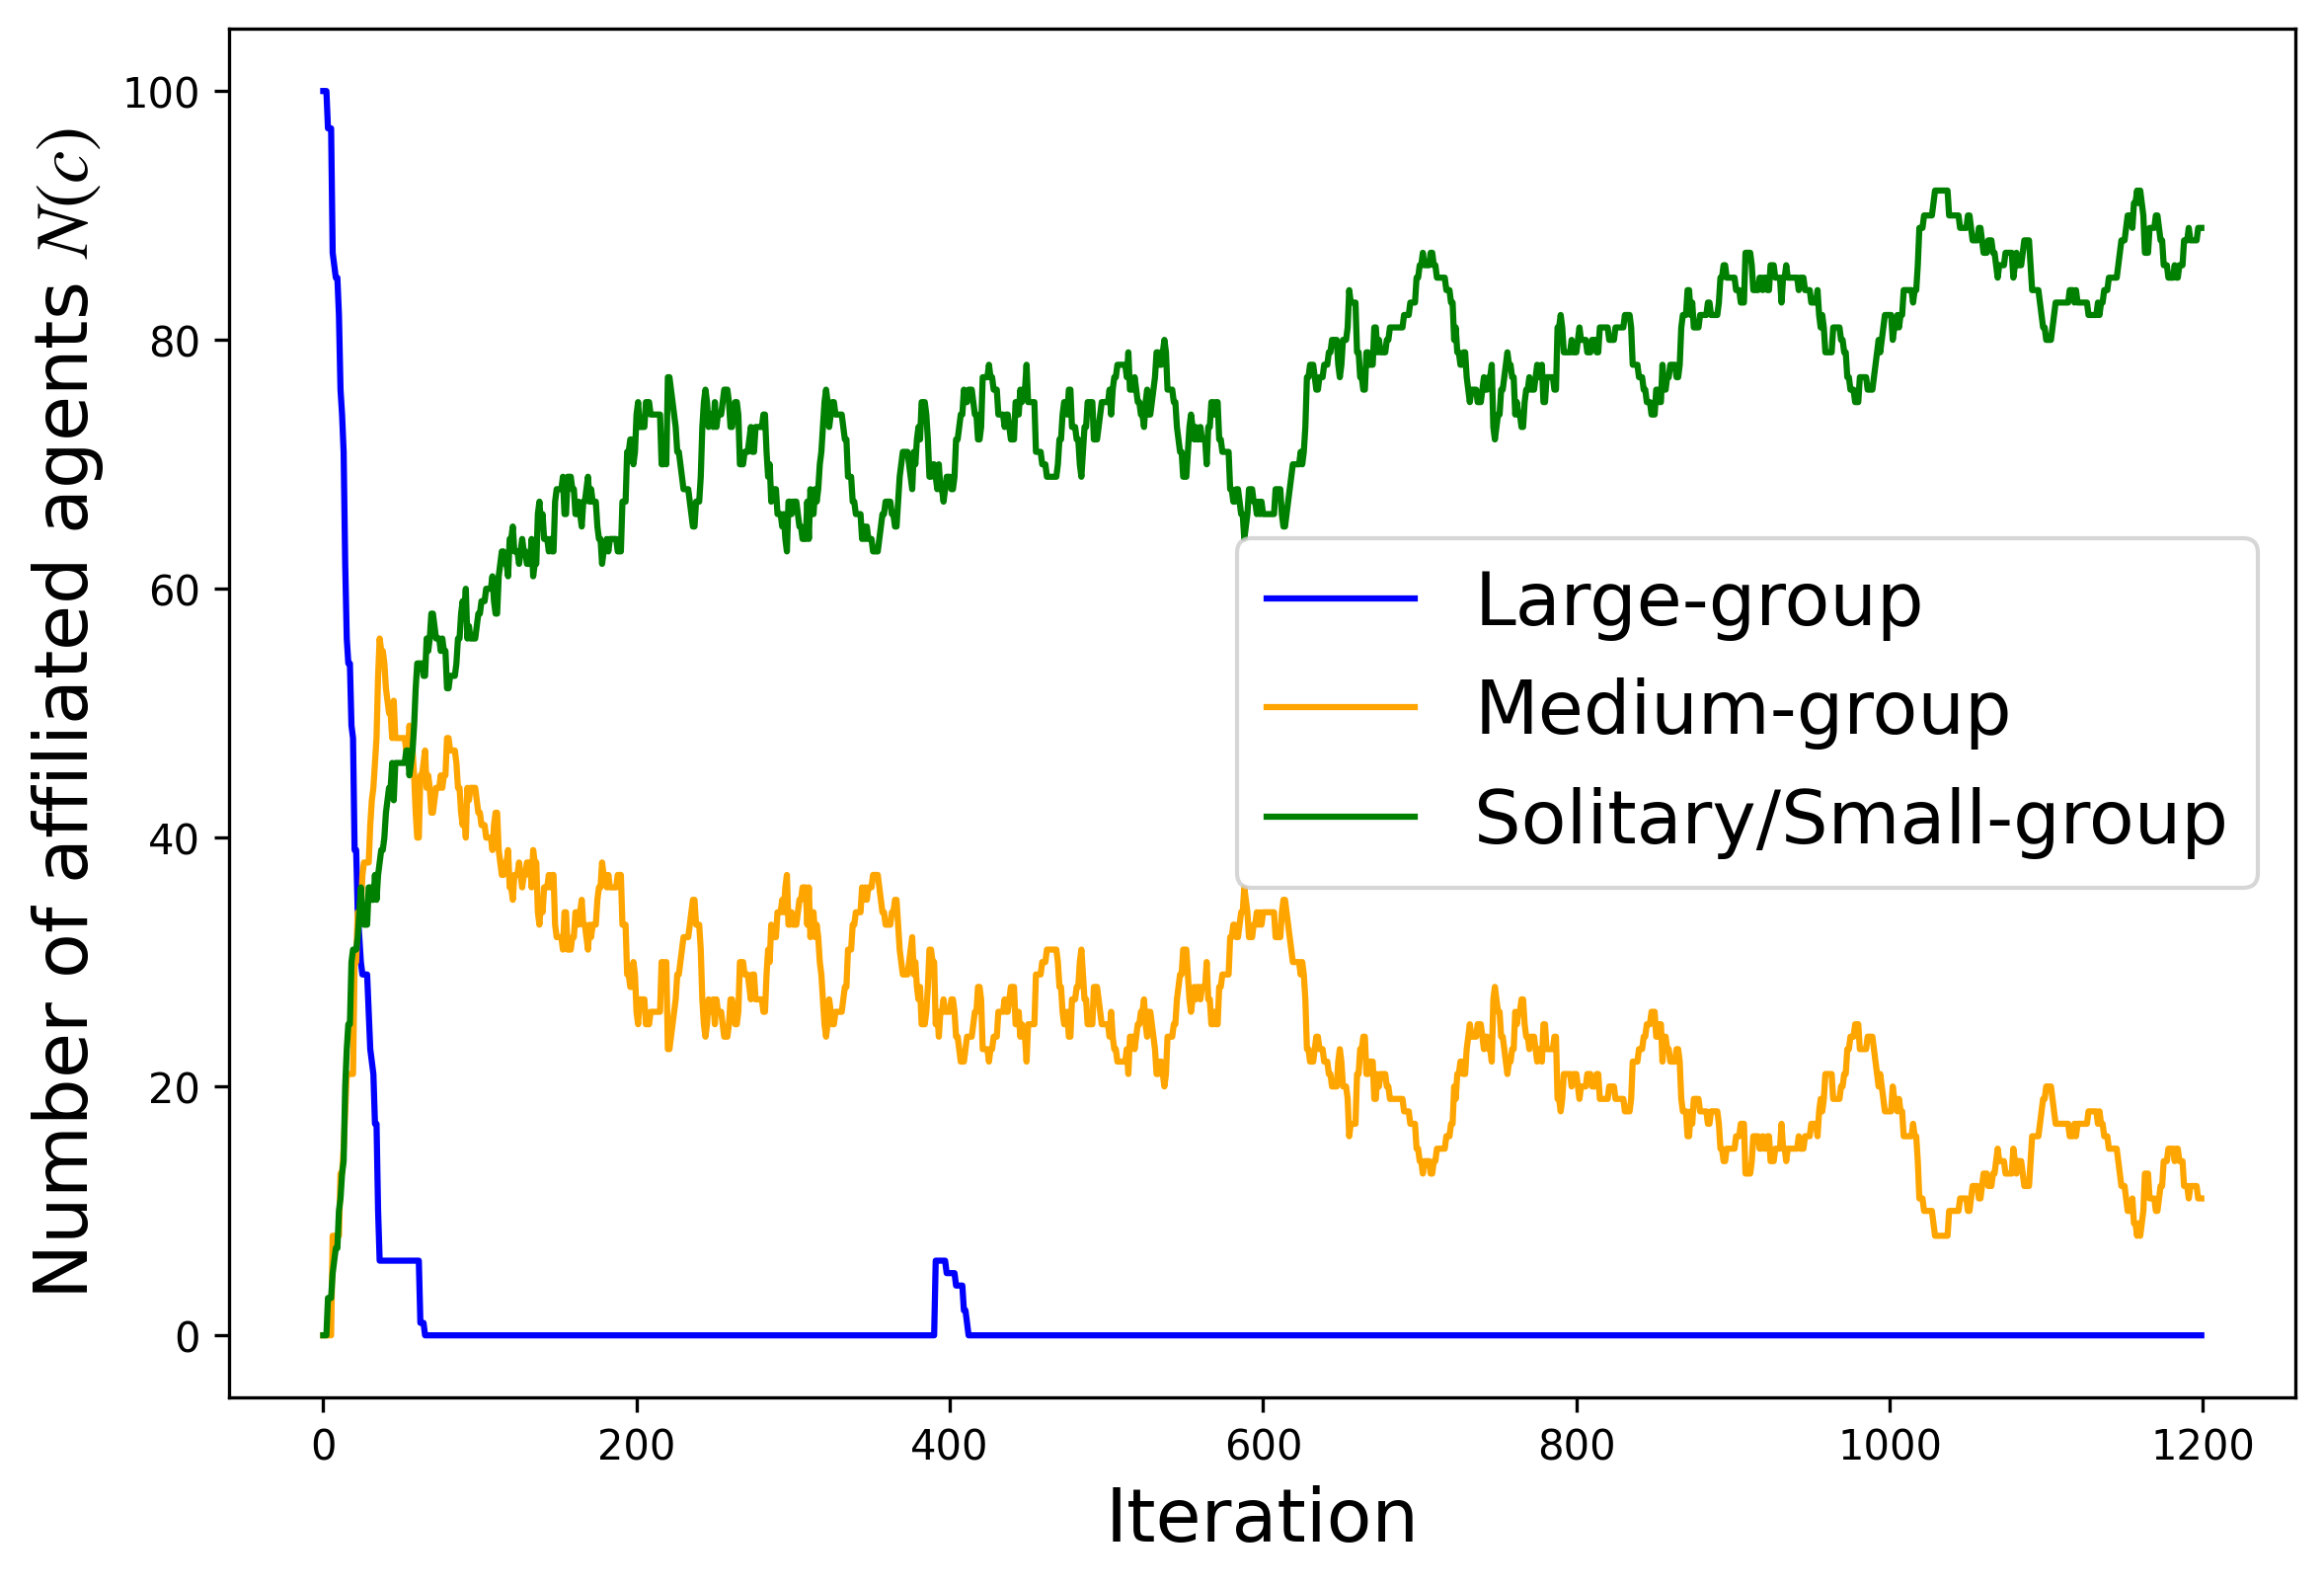 Number of affiliated agents N(c)
100
80
60
40
20
0
Large-group
Medium-group
Solitary/Small-group
0 200 400 600 800 1000 1200
Iteration